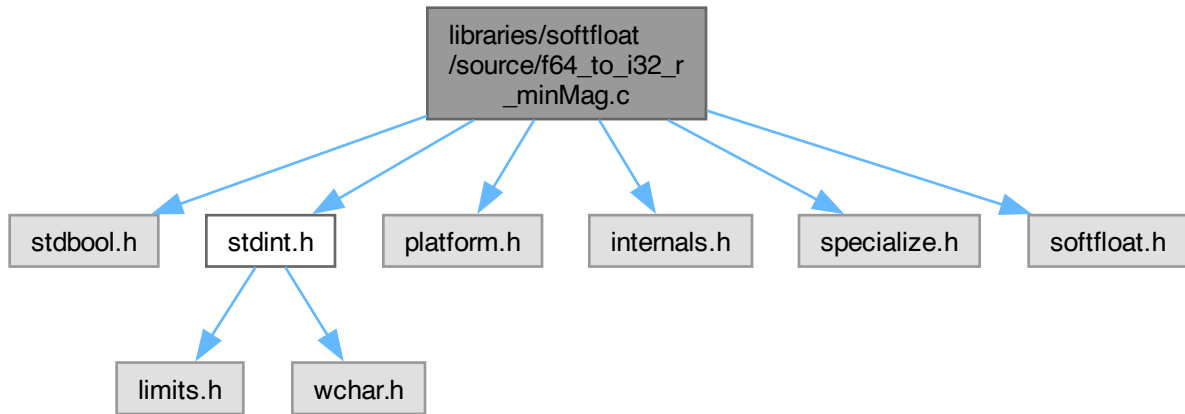 libraries/softfloat
/source/f64_to_i32_r
_minMag.c
stdbool.h
stdint.h
platform.h
internals.h
specialize.h
softfloat.h
limits.h
wchar.h